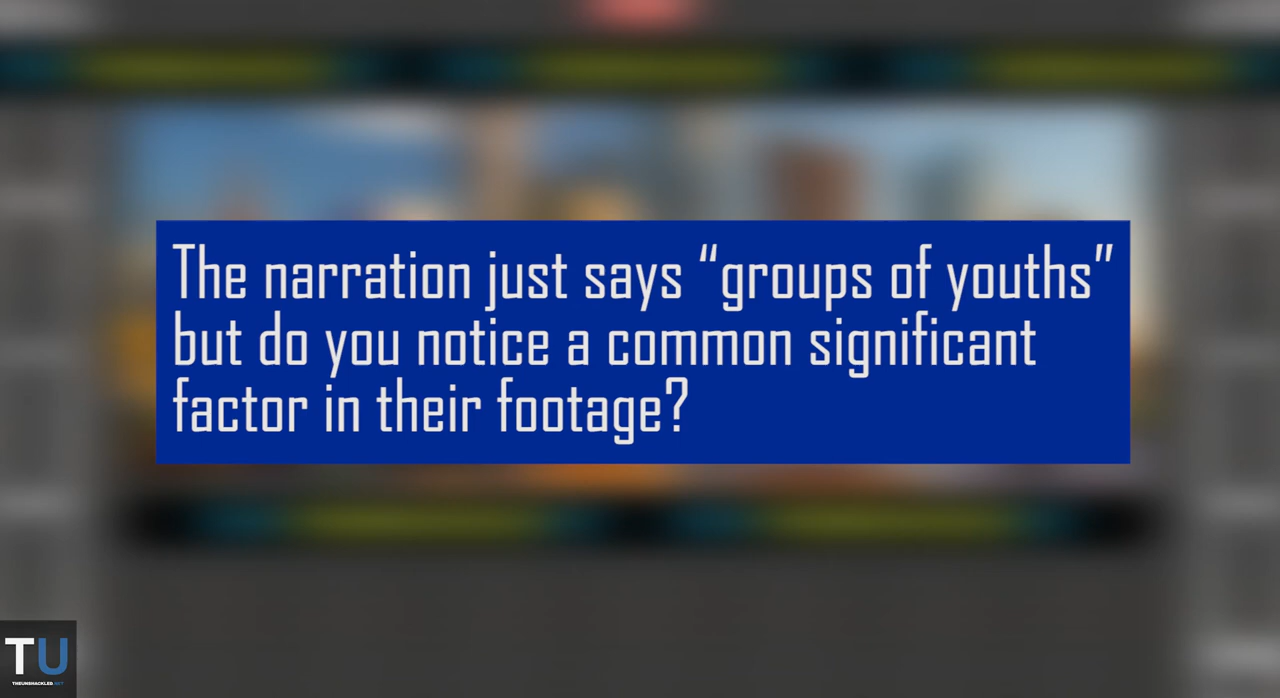 The narration just says “groups of youths”
but do you notice a common significant
factor in their footage?
TU
THEUNSHACKLED.NET